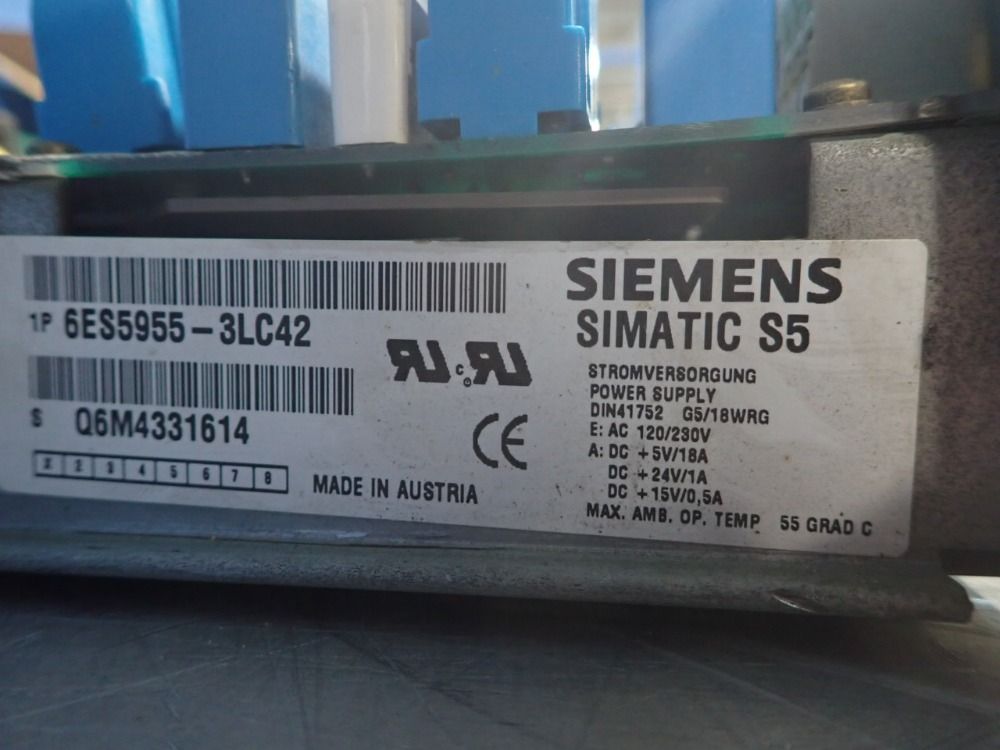 1P 6ES5955-3LC42
S Q6M4331614
X 2 3 4 5 6 7 8
MADE IN AUSTRIA
CE
SIEMENS
SIMATIC S5
STROMVERSORGUNG
POWER SUPPLY
DIN41752 G5/18WRG
E: AC 120/230V
A: DC +5V/18A
DC +24V/1A
DC +15V/0,5A
MAX. AMB. OP. TEMP 55 GRAD C